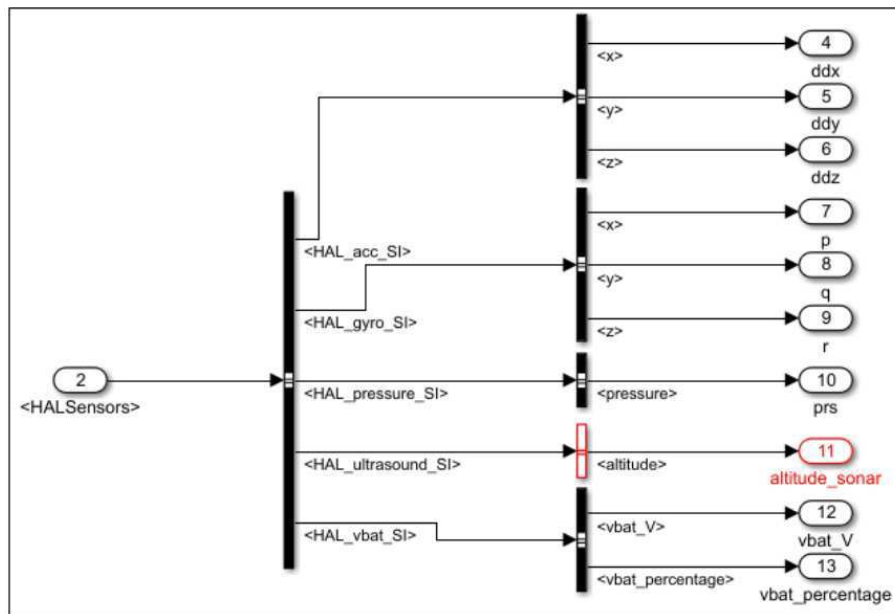 <x>
4
ddx
<y>
5
ddy
<z>
6
ddz
<HAL_acc_SI>
<x>
7
p
<HAL_gyro_SI>
<y>
8
q
<z>
9
r
2
<HALSensors>
<HAL_pressure_SI>
<pressure>
10
prs
<HAL_ultrasound_SI>
<altitude>
11
altitude_sonar
<HAL_vbat_SI>
<vbat_V>
12
vbat_V
<vbat_percentage>
13
vbat_percentage